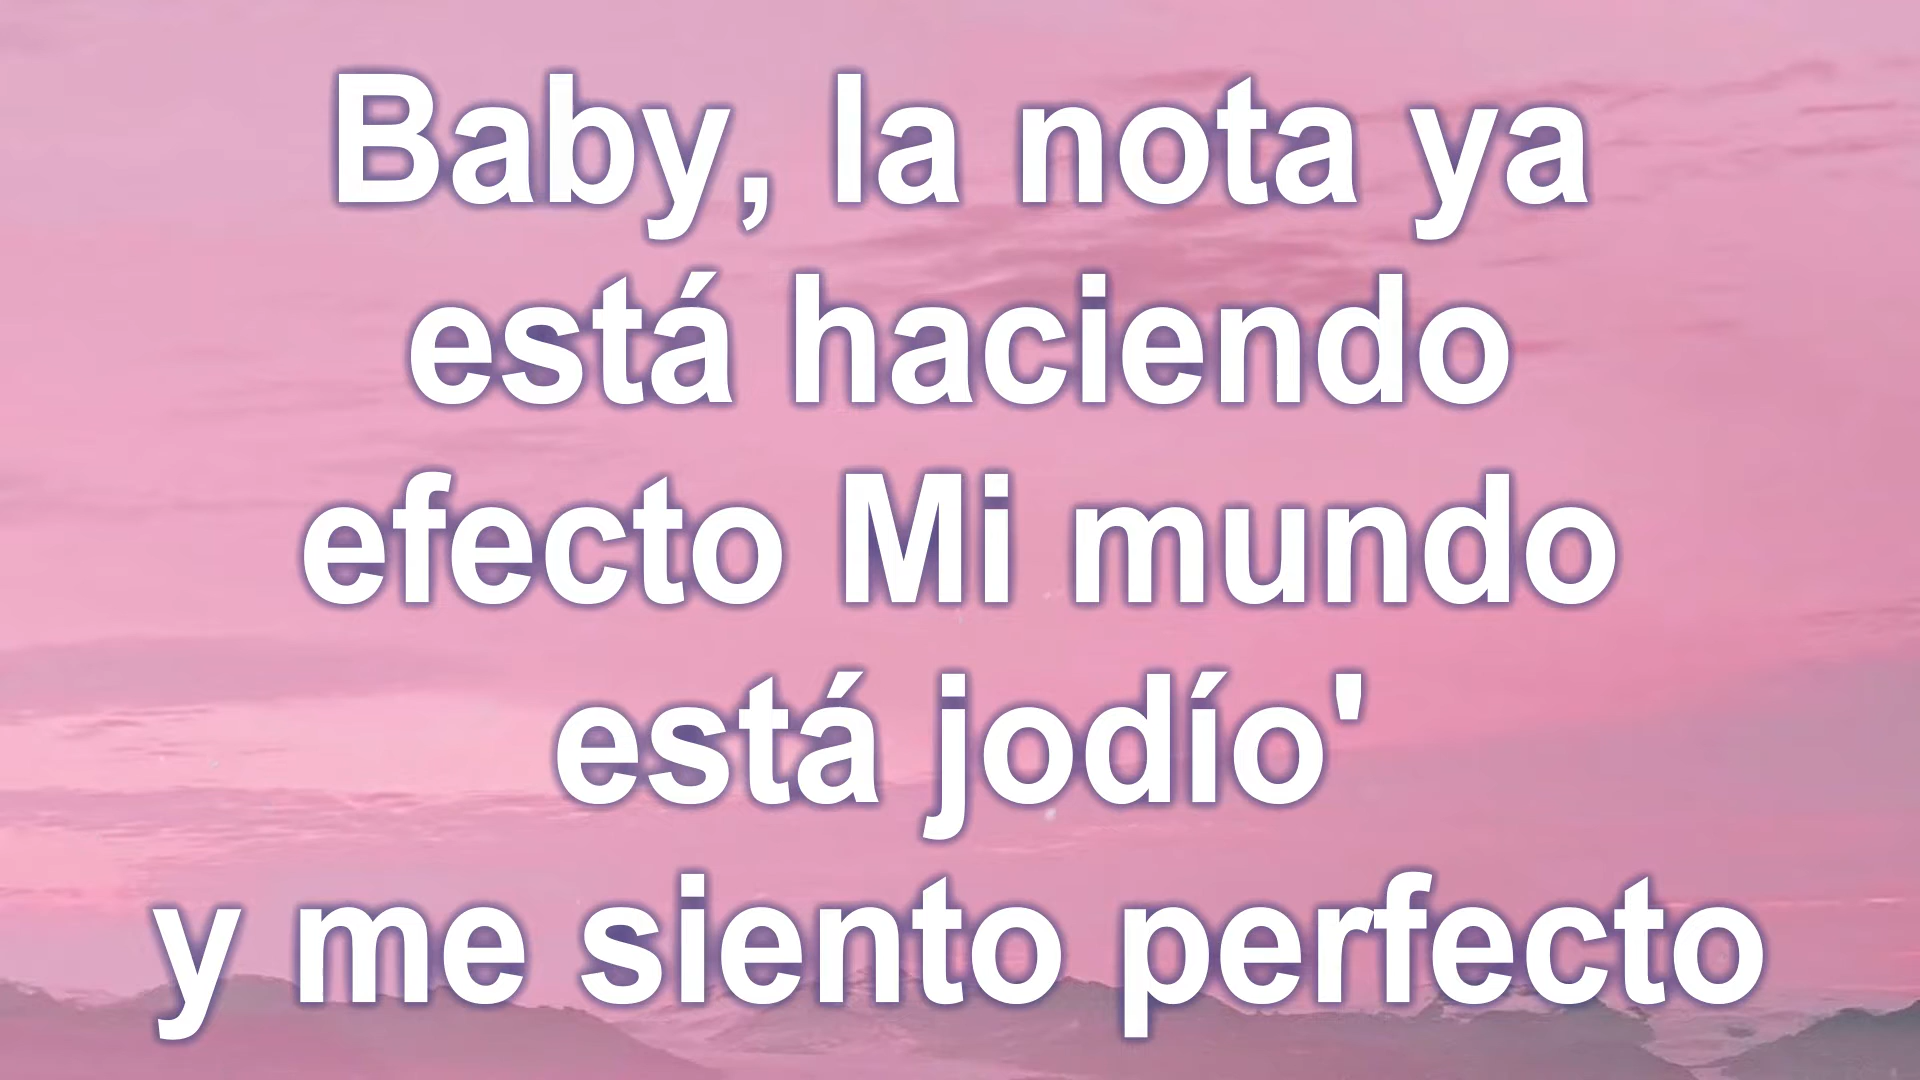 Baby, la nota ya
está haciendo
efecto Mi mundo
está jodío'
y me siento perfecto